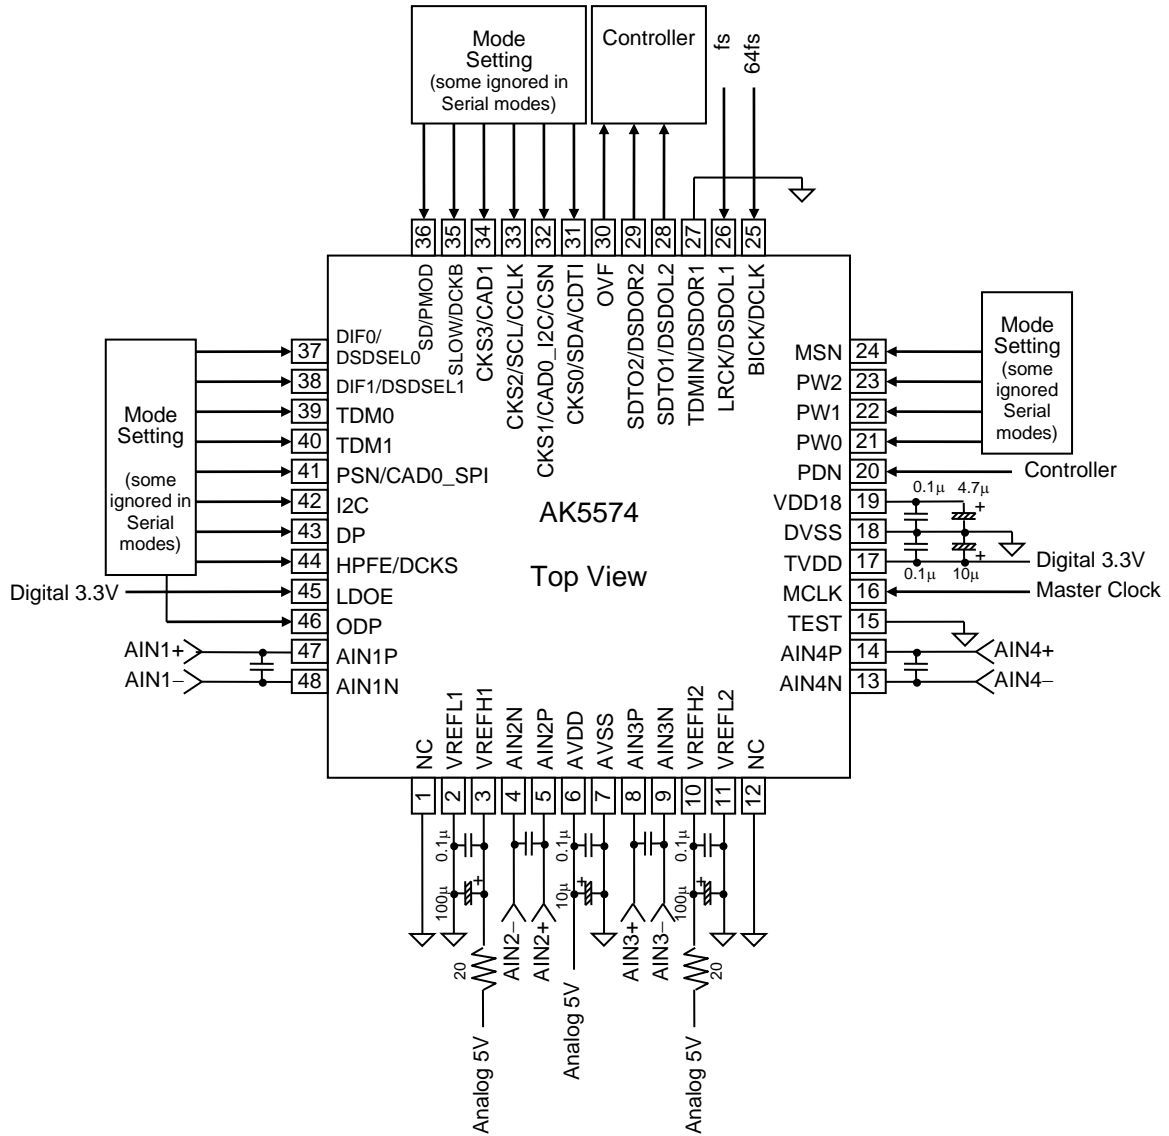 Mode
Setting
(some ignored in
Serial modes)
Controller
fs
64fs
36
35
34
33
32
31
30
29
28
27
26
25
SD/PMOD
SLOW/DCKB
CKS3/CAD1
CKS2/SCL/CCLK
CKS1/CAD0_I2C/CSN
CKS0/SDA/CDTI
OVF
SDTO2/DSDOR2
SDTO1/DSDOL2
TDMIN/DSDOR1
LRCK/DSDOL1
BICK/DCLK
Mode
Setting
(some
ignored in
Serial
modes)
37 DIF0/
DSDSEL0
38 DIF1/DSDSEL1
39 TDM0
40 TDM1
41 PSN/CAD0_SPI
42 I2C
43 DP
44 HPFE/DCKS
Digital 3.3V 45 LDOE
46 ODP
AIN1+ 47 AIN1P
AIN1− 48 AIN1N
AK5574
Top View
Mode
Setting
(some
ignored
Serial
modes)
MSN 24
PW2 23
PW1 22
PW0 21
PDN 20 Controller
VDD18 19 0.1μ 4.7μ +
DVSS 18
TVDD 17 0.1μ 10μ + Digital 3.3V
MCLK 16 Master Clock
TEST 15
AIN4P 14 AIN4+
AIN4N 13 AIN4−
NC
VREFL1
VREFH1
AIN2N
AIN2P
AVDD
AVSS
AIN3P
AIN3N
VREFH2
VREFL2
NC
1
2
3
4
5
6
7
8
9
10
11
12
0.1μ
0.1μ
0.1μ
100μ
+
10μ
+
100μ
+
20
AIN2−
AIN2+
AIN3+
AIN3−
20
Analog 5V
Analog 5V
Analog 5V